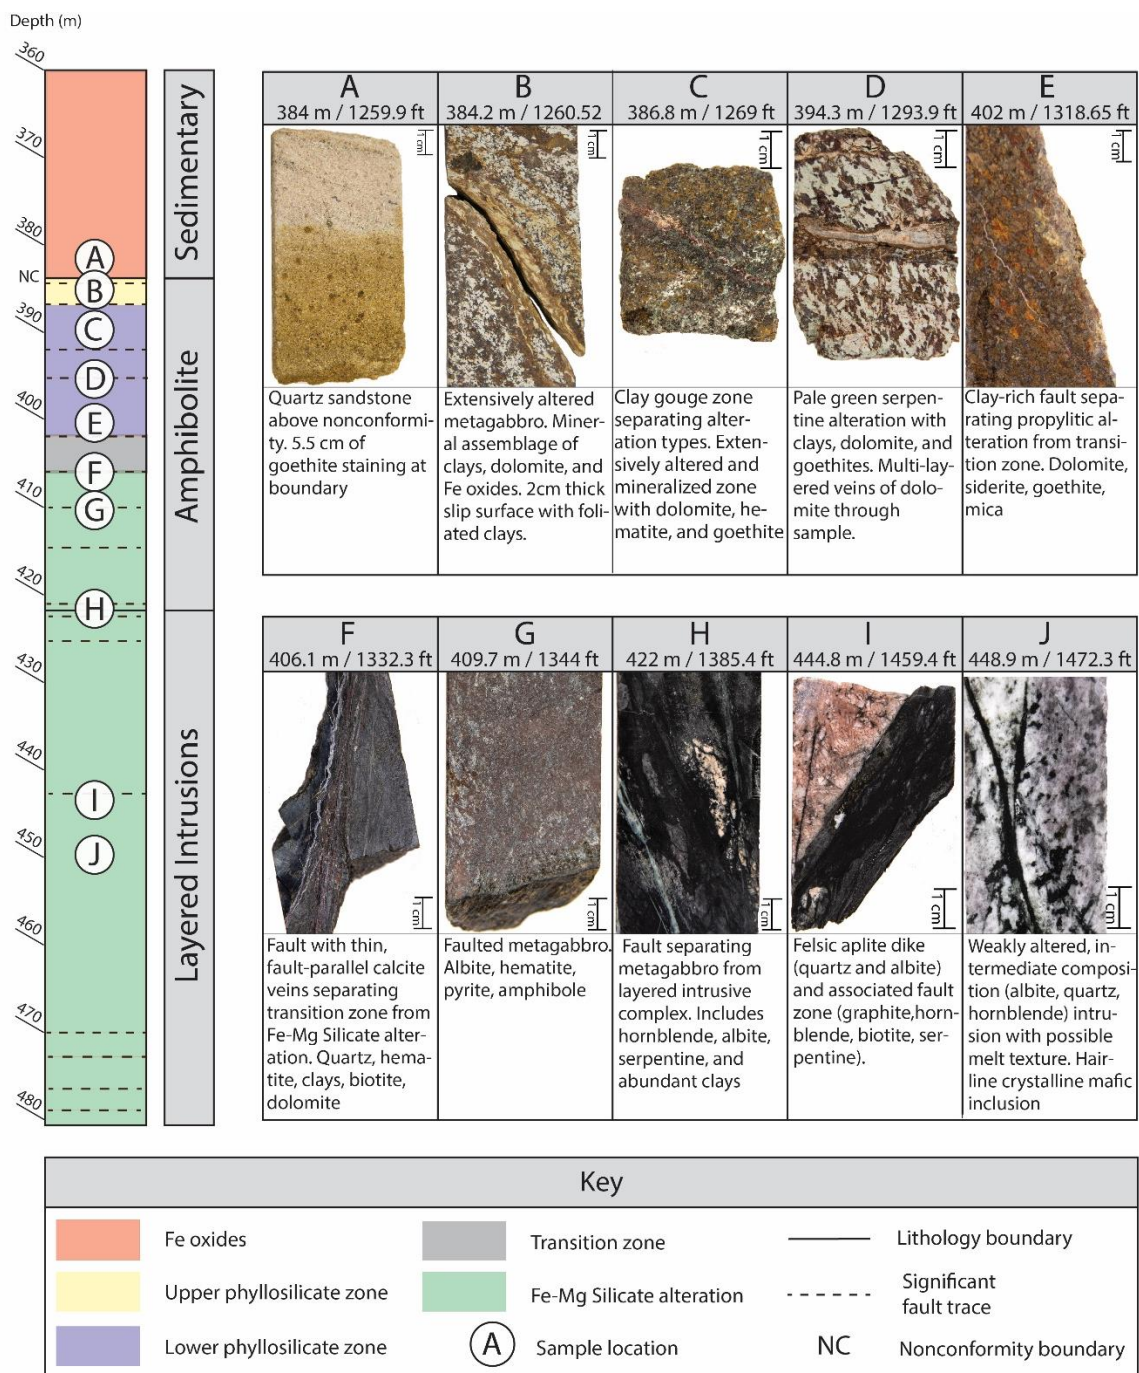 Depth (m)
360
370
380
NC
390
400
410
420
430
440
450
460
470
480
A
B
C
D
E
F
G
H
I
J
Sedimentary
Amphibolite
Layered Intrusions
A
384 m / 1259.9 ft
1 cm
Quartz sandstone
above nonconformi-
ty. 5.5 cm of
goethite staining at
boundary
B
384.2 m / 1260.52
1 cm
Extensively altered
metagabbro. Miner-
al assemblage of
clays, dolomite, and
Fe oxides. 2cm thick
slip surface with foli-
ated clays.
C
386.8 m / 1269 ft
1 cm
Clay gouge zone
separating alter-
ation types. Exten-
sively altered and
mineralized zone
with dolomite, he-
matite, and goethite
D
394.3 m / 1293.9 ft
1 cm
Pale green serpen-
tine alteration with
clays, dolomite, and
goethites. Multi-lay-
ered veins of dolo-
mite through
sample.
E
402 m / 1318.65 ft
1 cm
Clay-rich fault sepa-
rating propylitic al-
teration from transi-
tion zone. Dolomite,
siderite, goethite,
mica
F
406.1 m / 1332.3 ft
1 cm
Fault with thin,
fault-parallel calcite
veins separating
transition zone from
Fe-Mg Silicate alter-
ation. Quartz, hema-
tite, clays, biotite,
dolomite
G
409.7 m / 1344 ft
1 cm
Faulted metagabbro.
Albite, hematite,
pyrite, amphibole
H
422 m / 1385.4 ft
1 cm
Fault separating
metagabbro from
layered intrusive
complex. Includes
hornblende, albite,
serpentine, and
abundant clays
I
444.8 m / 1459.4 ft
1 cm
Felsic aplite dike
(quartz and albite)
and associated fault
zone (graphite,horn-
blende, biotite, ser-
pentine).
J
448.9 m / 1472.3 ft
1 cm
Weakly altered, in-
termediate composi-
tion (albite, quartz,
hornblende) intru-
sion with possible
melt texture. Hair-
line crystalline mafic
inclusion
Key
Fe oxides
Upper phyllosilicate zone
Lower phyllosilicate zone
Transition zone
Fe-Mg Silicate alteration
A Sample location
Lithology boundary
Significant
fault trace
NC Nonconformity boundary